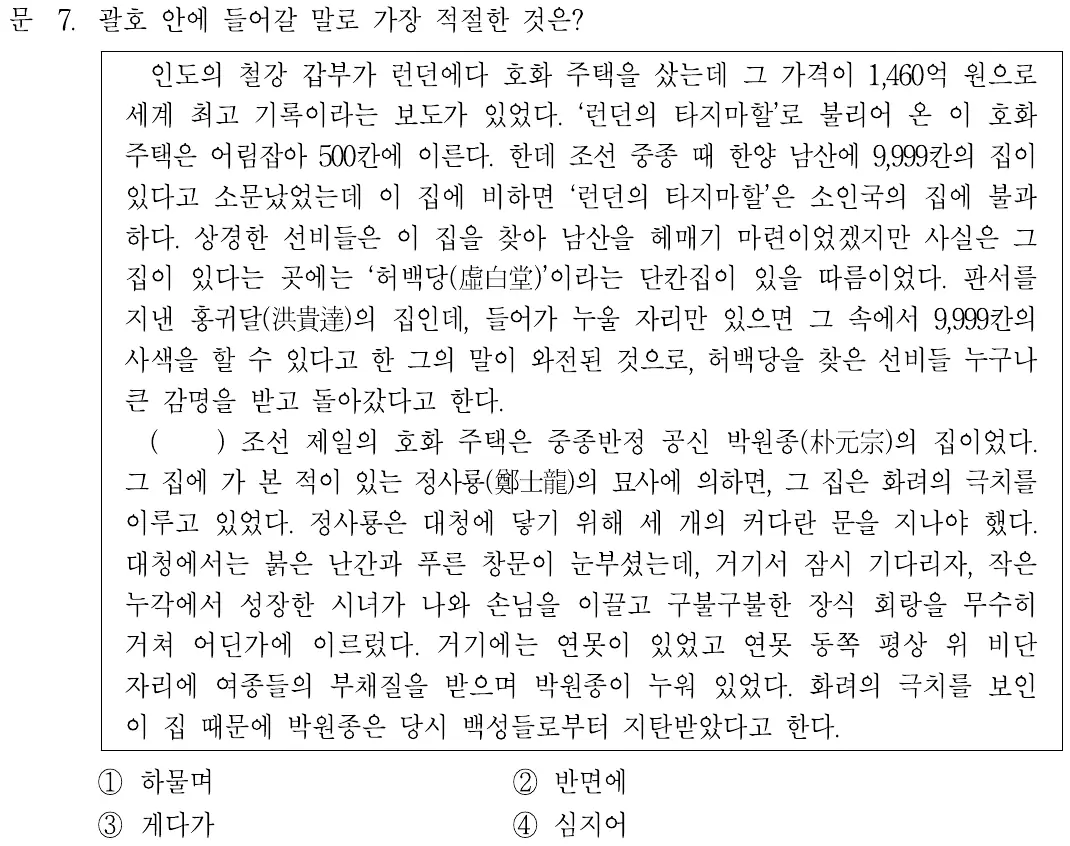 문 7. 괄호 안에 들어갈 말로 가장 적절한 것은?
인도의 철강 갑부가 런던에다 호화 주택을 샀는데 그 가격이 1,460억 원으로
세계 최고 기록이라는 보도가 있었다. ‘런던의 타지마할’로 불리어 온 이 호화
주택은 어림잡아 500칸에 이른다. 한데 조선 중종 때 한양 남산에 9,999칸의 집이
있다고 소문났었는데 이 집에 비하면 ‘런던의 타지마할’은 소인국의 집에 불과
하다. 상경한 선비들은 이 집을 찾아 남산을 헤매기 마련이었겠지만 사실은 그
집이 있다는 곳에는 ‘허백당(虛白堂)’이라는 단칸집이 있을 따름이었다. 판서를
지낸 홍귀달(洪貴達)의 집인데, 들어가 누울 자리만 있으면 그 속에서 9,999칸의
사색을 할 수 있다고 한 그의 말이 와전된 것으로, 허백당을 찾은 선비들 누구나
큰 감명을 받고 돌아갔다고 한다.
(　　) 조선 제일의 호화 주택은 중종반정 공신 박원종(朴元宗)의 집이었다.
그 집에 가 본 적이 있는 정사룡(鄭士龍)의 묘사에 의하면, 그 집은 화려의 극치를
이루고 있었다. 정사룡은 대청에 닿기 위해 세 개의 커다란 문을 지나야 했다.
대청에서는 붉은 난간과 푸른 창문이 눈부셨는데, 거기서 잠시 기다리자, 작은
누각에서 성장한 시녀가 나와 손님을 이끌고 구불구불한 장식 회랑을 무수히
거쳐 어딘가에 이르렀다. 거기에는 연못이 있었고 연못 동쪽 평상 위 비단
자리에 여종들의 부채질을 받으며 박원종이 누워 있었다. 화려의 극치를 보인
이 집 때문에 박원종은 당시 백성들로부터 지탄받았다고 한다.
① 하물며 ② 반면에
③ 게다가 ④ 심지어